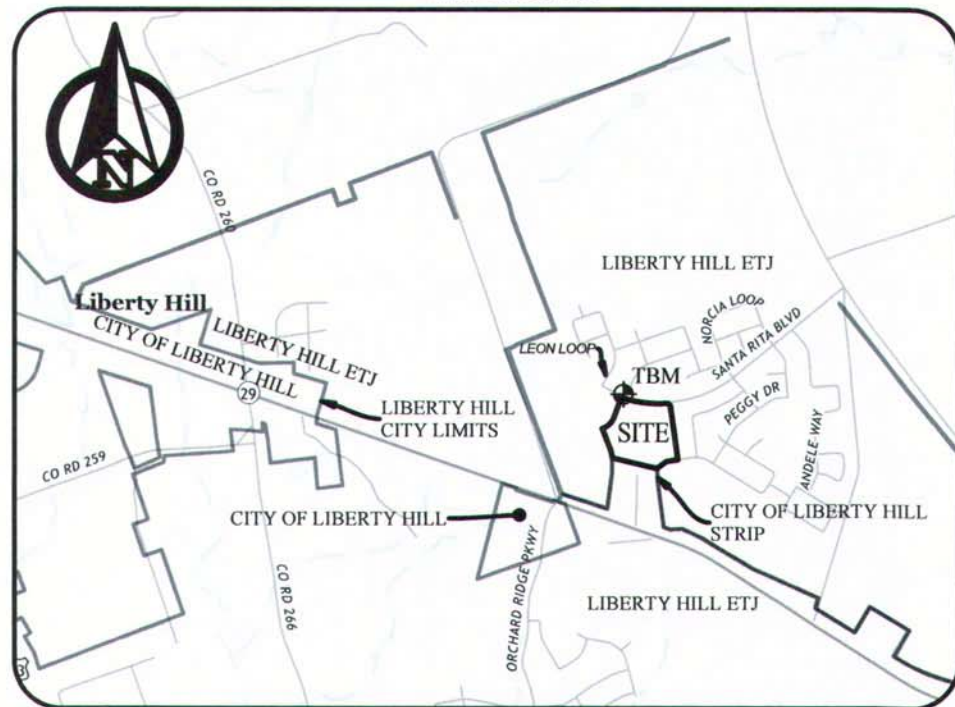 N
CO RD 260
LIBERTY HILL ETJ
Liberty Hill
CITY OF LIBERTY HILL
LIBERTY HILL ETJ
29
LIBERTY HILL
CITY LIMITS
NORCIA LOOP
SANTA RITA BLVD
LEON LOOP
TBM
PEGGY DR
SITE
ANDELE WAY
CO RD 259
CITY OF LIBERTY HILL
CITY OF LIBERTY HILL
STRIP
ORCHARD RIDGE PKWY
CO RD 266
LIBERTY HILL ETJ